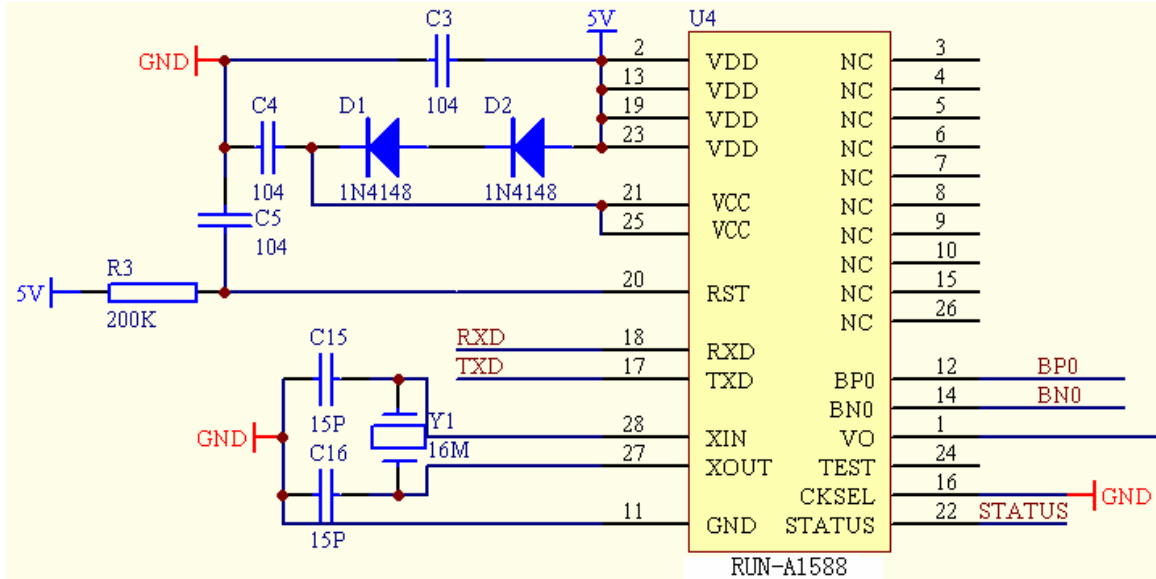 C3 5V U4
GND 2 VDD NC 3
104 13 VDD NC 4
C4 D1 D2 19 VDD NC 5
23 VDD NC 6
104 1N4148 1N4148 NC 7
C5 21 VCC NC 8
104 25 VCC NC 9
R3 NC 10
5V 20 RST NC 15
200K NC 26
C15 RXD 18 RXD
TXD 17 TXD BP0 12 BP0
15P Y1 BN0 14 BN0
GND 16M 28 XIN VO 1
C16 27 XOUT TEST 24
CKSEL 16 GND
15P 11 GND STATUS 22 STATUS
RUN-A1588